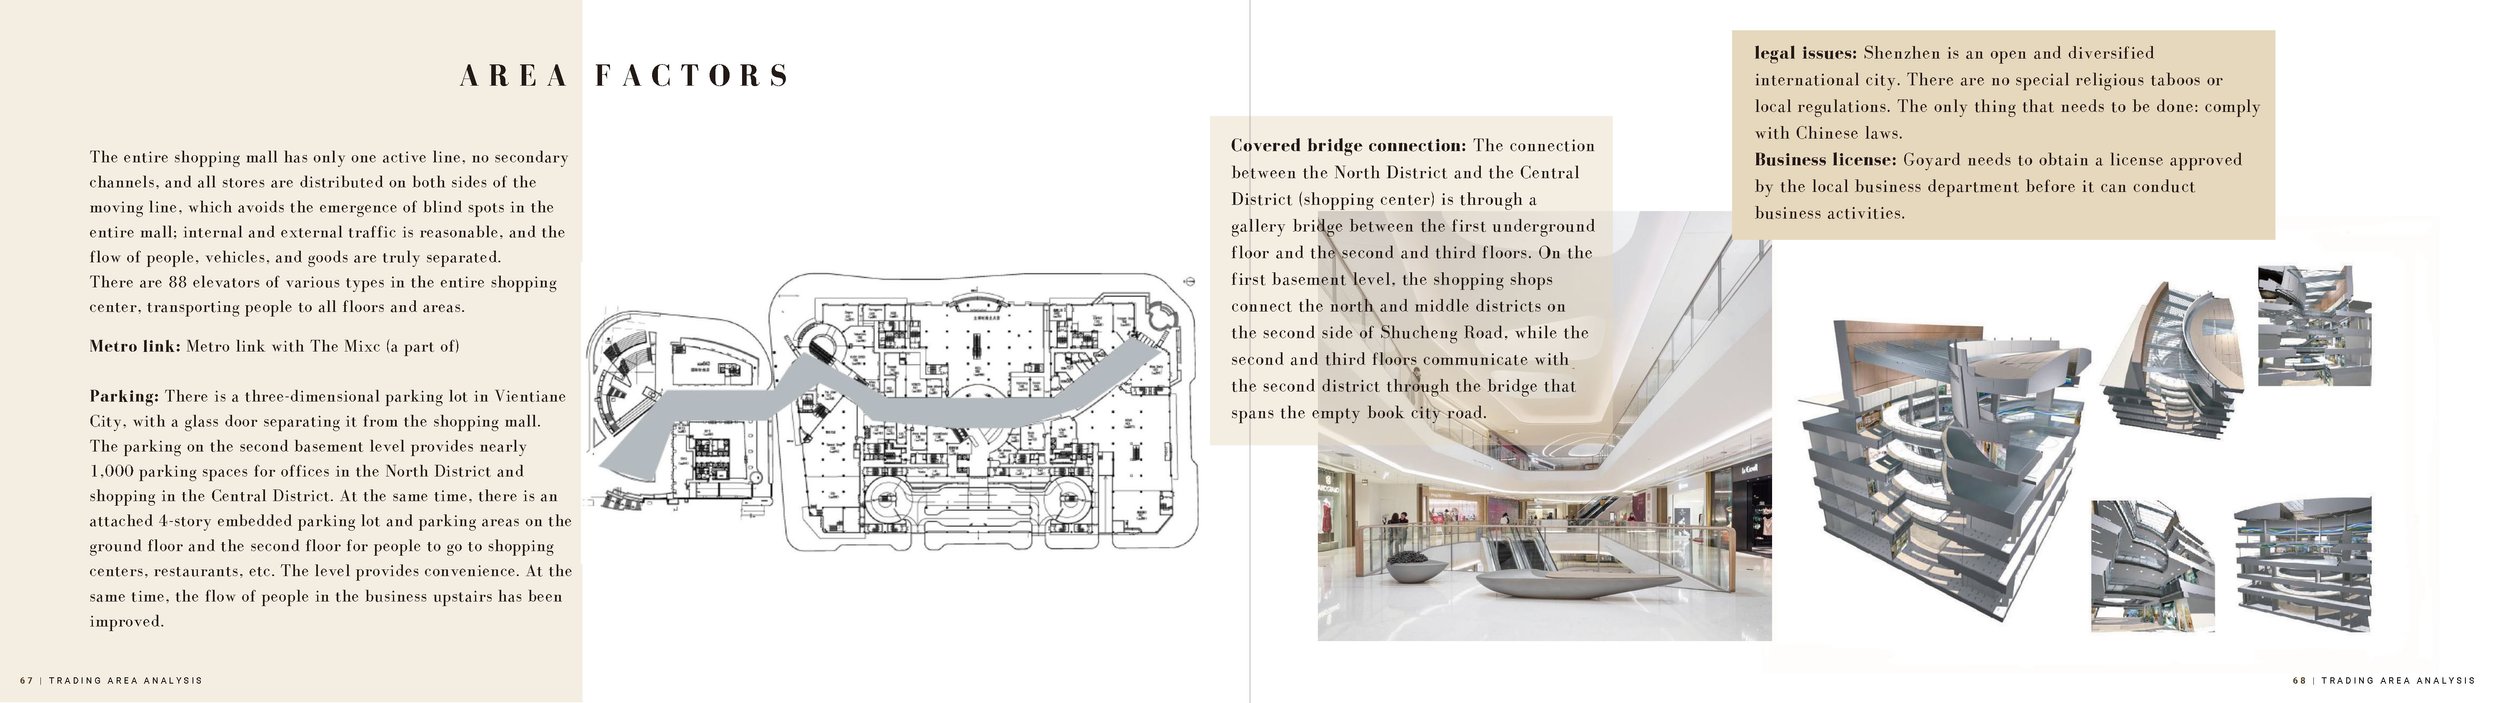 AREA FACTORS
The entire shopping mall has only one active line, no secondary
channels, and all stores are distributed on both sides of the
moving line, which avoids the emergence of blind spots in the
entire mall; internal and external traffic is reasonable, and the
flow of people, vehicles, and goods are truly separated.
There are 88 elevators of various types in the entire shopping
center, transporting people to all floors and areas.
Metro link: Metro link with The Mixc (a part of)
Parking: There is a three-dimensional parking lot in Vientiane
City, with a glass door separating it from the shopping mall.
The parking on the second basement level provides nearly
1,000 parking spaces for offices in the North District and
shopping in the Central District. At the same time, there is an
attached 4-story embedded parking lot and parking areas on the
ground floor and the second floor for people to go to shopping
centers, restaurants, etc. The level provides convenience. At the
same time, the flow of people in the business upstairs has been
improved.
67 | TRADING AREA ANALYSIS
Covered bridge connection: The connection
between the North District and the Central
District (shopping center) is through a
gallery bridge between the first underground
floor and the second and third floors. On the
first basement level, the shopping shops
connect the north and middle districts on
the second side of Shucheng Road, while the
second and third floors communicate with
the second district through the bridge that
spans the empty book city road.
legal issues: Shenzhen is an open and diversified
international city. There are no special religious taboos or
local regulations. The only thing that needs to be done: comply
with Chinese laws.
Business license: Goyard needs to obtain a license approved
by the local business department before it can conduct
business activities.
68 | TRADING AREA ANALYSIS